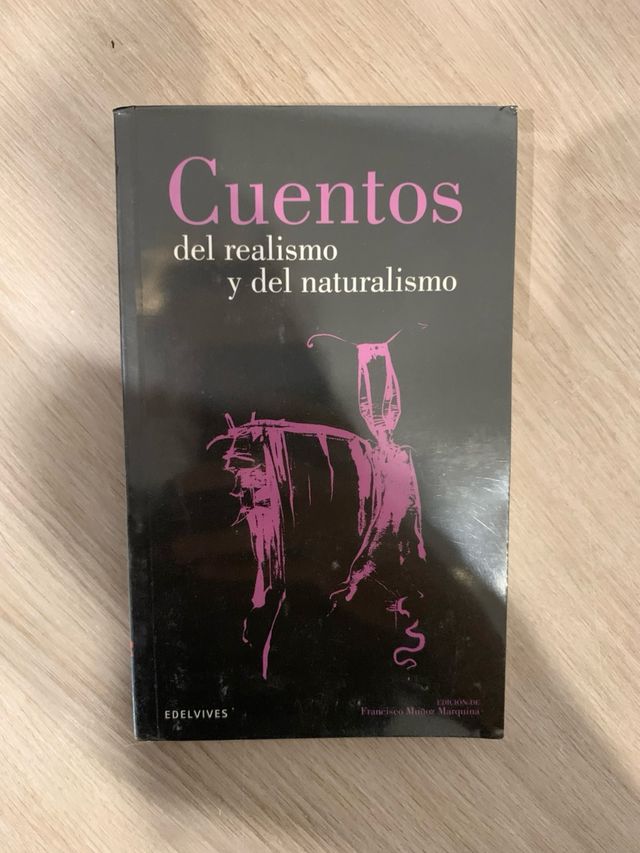 Cuentos
del realismo
y del naturalismo
EDELVIVES
EDICIÓN DE
Francisco Muñoz Marquina